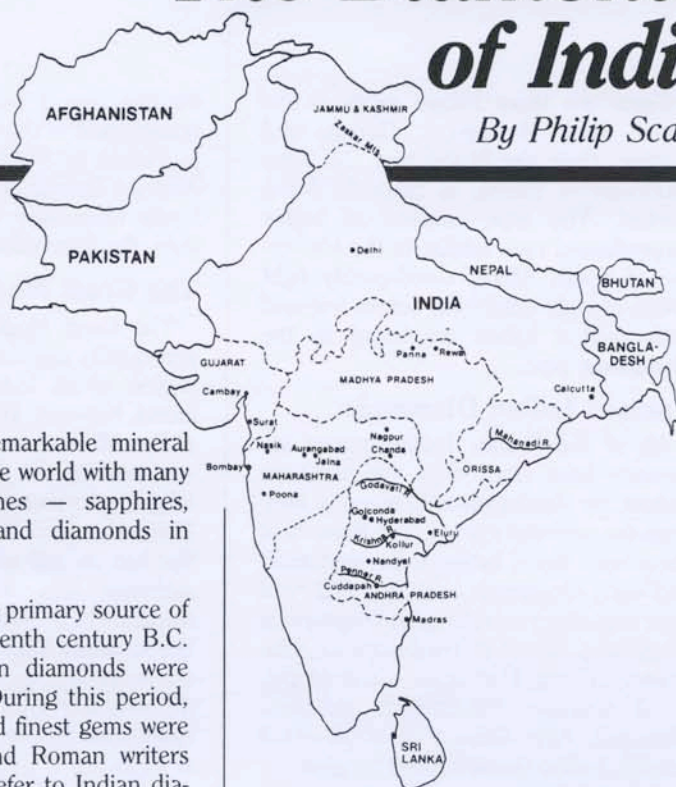 of Indi
By Philip Sca
AFGHANISTAN
JAMMU & KASHMIR
Zaskar Mts.
PAKISTAN
Delhi
NEPAL
BHUTAN
INDIA
BANGLA-
DESH
GUJARAT
Panna
Rewa
MADHYA PRADESH
Calcutta
Cambay
Surat
Nagpur
Mahanadi R.
Nasik
Aurangabad
Chanda
Jalna
ORISSA
Bombay
MAHARASHTRA
Godavari R.
Poona
Golconda
Hyderabad
Krishna R.
Kollur
Eluru
Nandyal
Penner R.
Cuddapah
ANDHRA PRADESH
Madras
SRI
LANKA
emarkable mineral
e world with many
nes — sapphires,
and diamonds in
primary source of
enth century B.C.
n diamonds were
During this period,
d finest gems were
nd Roman writers
efer to Indian dia-